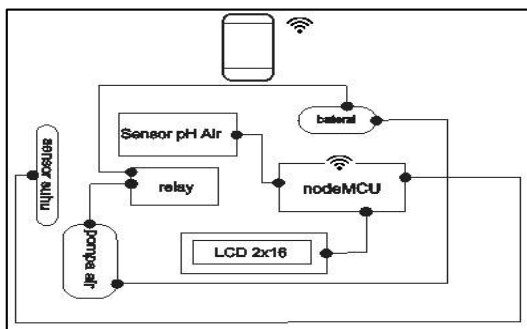 baterai
Sensor pH Air
sensor suhu
relay
nodeMCU
pompa air
LCD 2x16